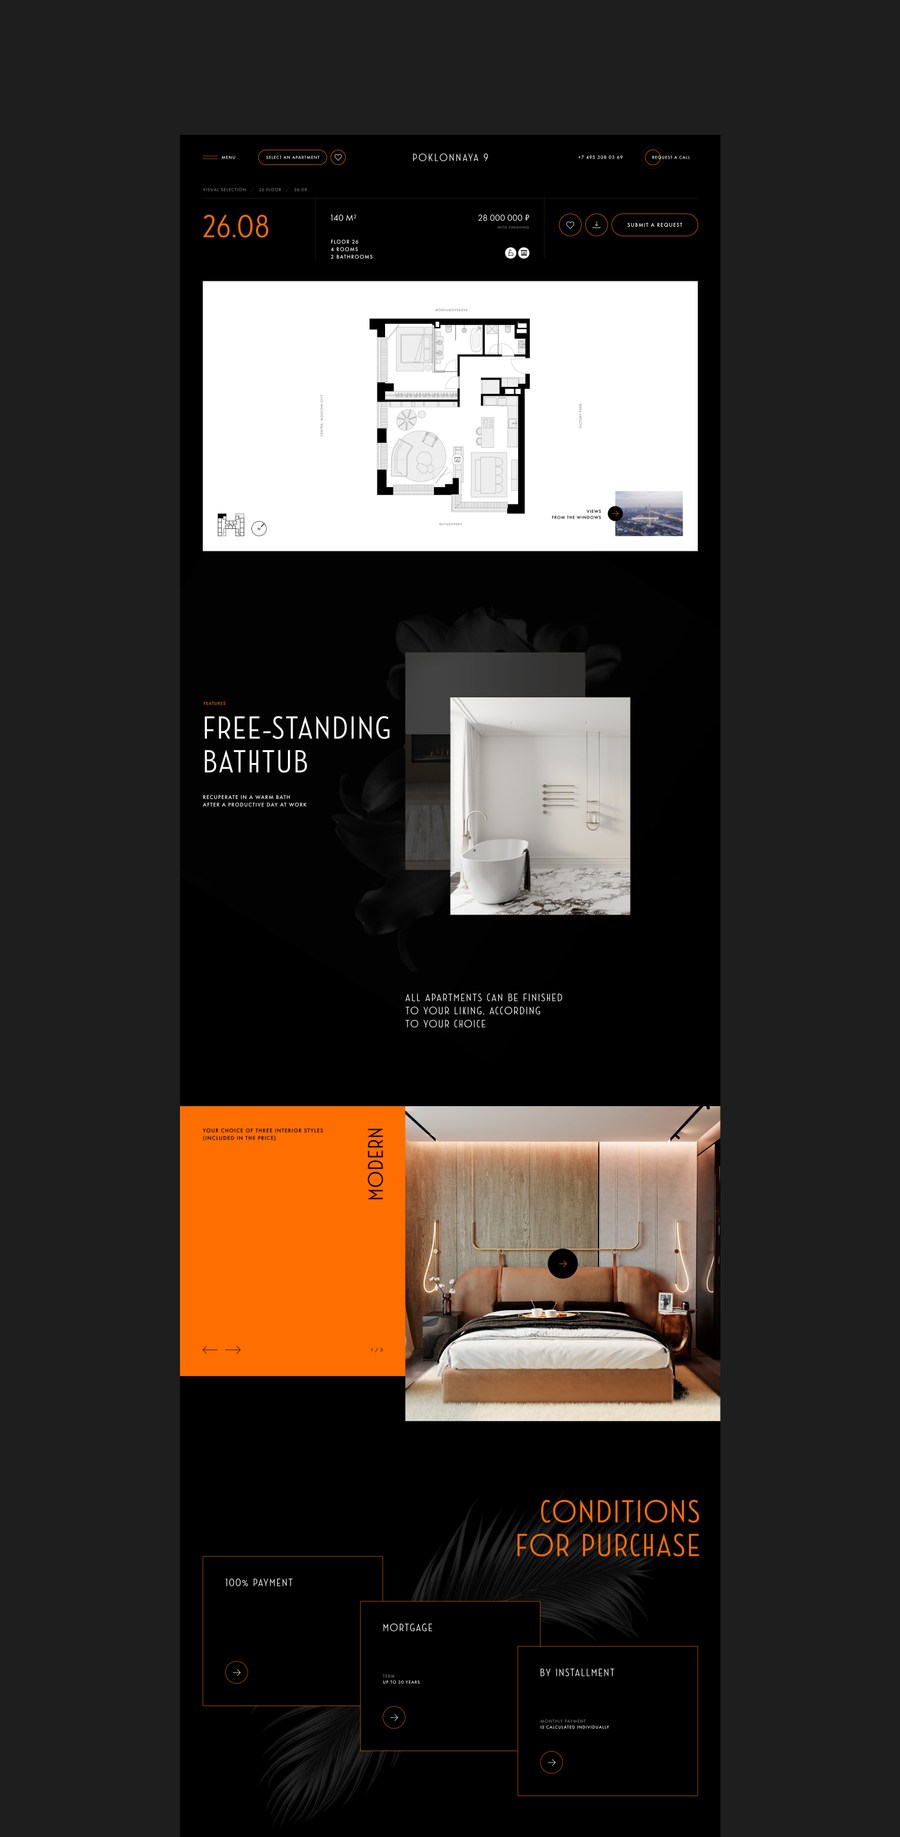 MENU
SELECT AN APARTMENT
POKLONNAYA 9
+7 495 308 03 69
REQUEST A CALL
VISUAL SELECTION / 26 FLOOR / 26.08
26.08
140 M²
28 000 000 ₽
FLOOR 26
4 ROOMS
2 BATHROOMS
SUBMIT A REQUEST
VIEWS
FROM THE WINDOWS
FEATURES
FREE-STANDING
BATHTUB
RECUPERATE IN A WARM BATH
AFTER A PRODUCTIVE DAY AT WORK
ALL APARTMENTS CAN BE FINISHED
TO YOUR LIKING, ACCORDING
TO YOUR CHOICE
YOUR CHOICE OF THREE INTERIOR STYLES
(INCLUDED IN THE PRICE)
MODERN
1 / 3
CONDITIONS
FOR PURCHASE
100% PAYMENT
MORTGAGE
TERM
UP TO 30 YEARS
BY INSTALLMENT
MONTHLY PAYMENT
IS CALCULATED INDIVIDUALLY